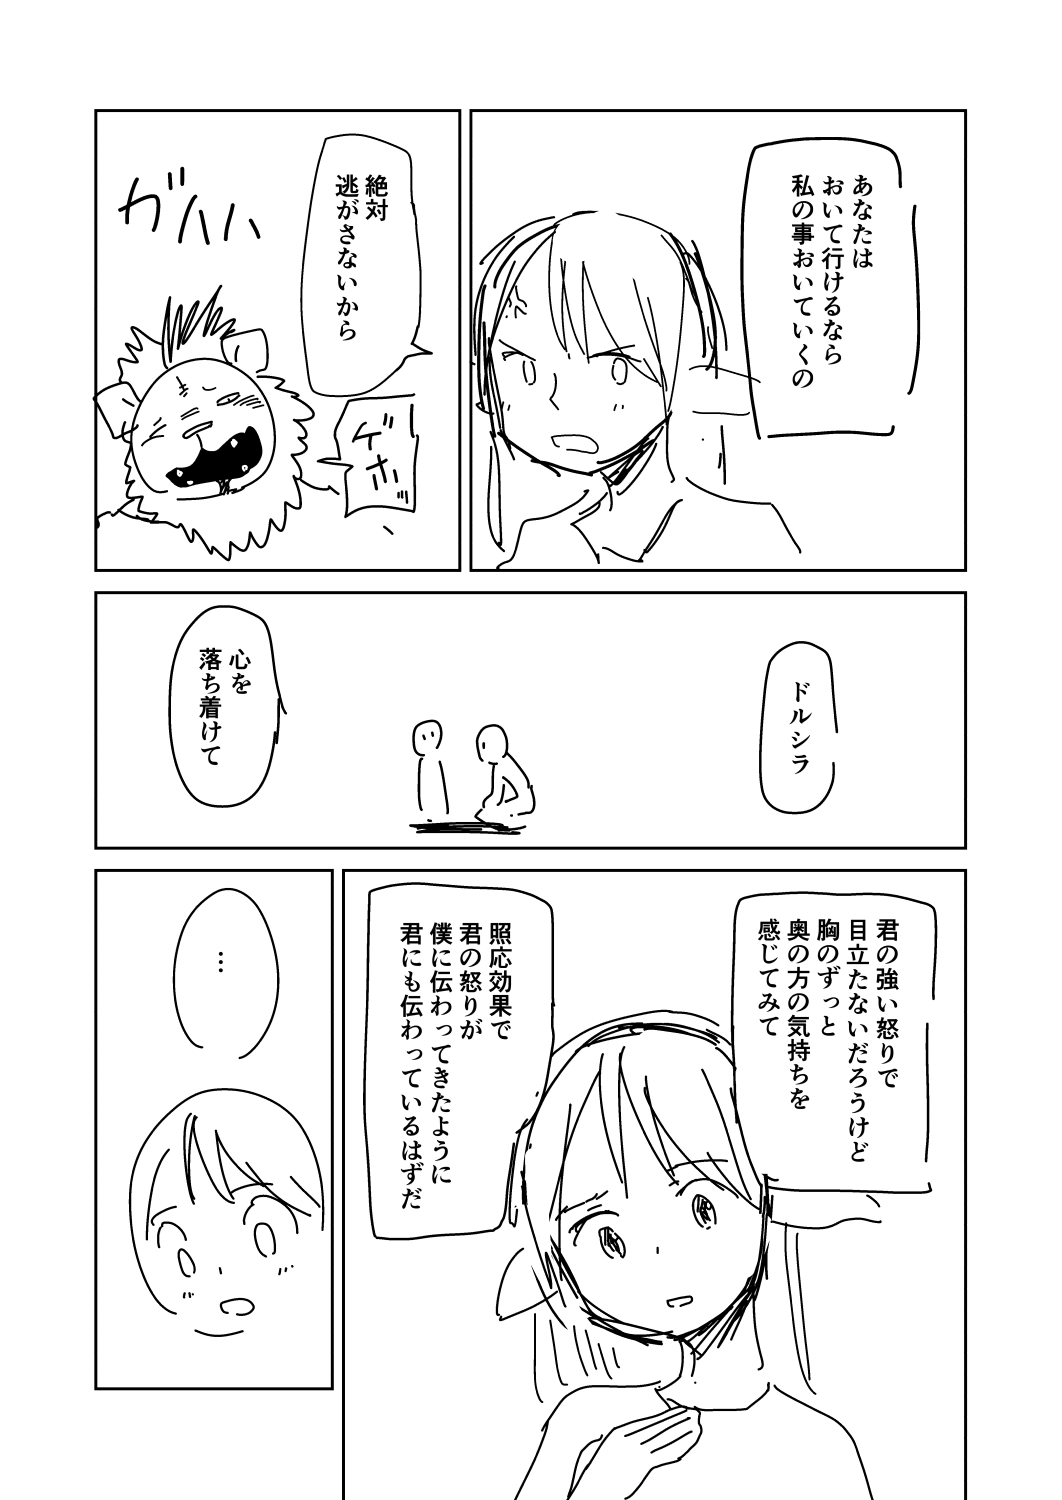 あなたは
おいて行けるなら
私の事おいていくの
絶対
逃がさないから
ガハハハ
ゲホッ
ドルシラ
心を
落ち着けて
君の強い怒りで
目立たないだろうけど
胸のずっと
奥の方の気持ちを
感じてみて
照応効果で
君の怒りが
僕に伝わってきたように
君にも伝わっているはずだ
…